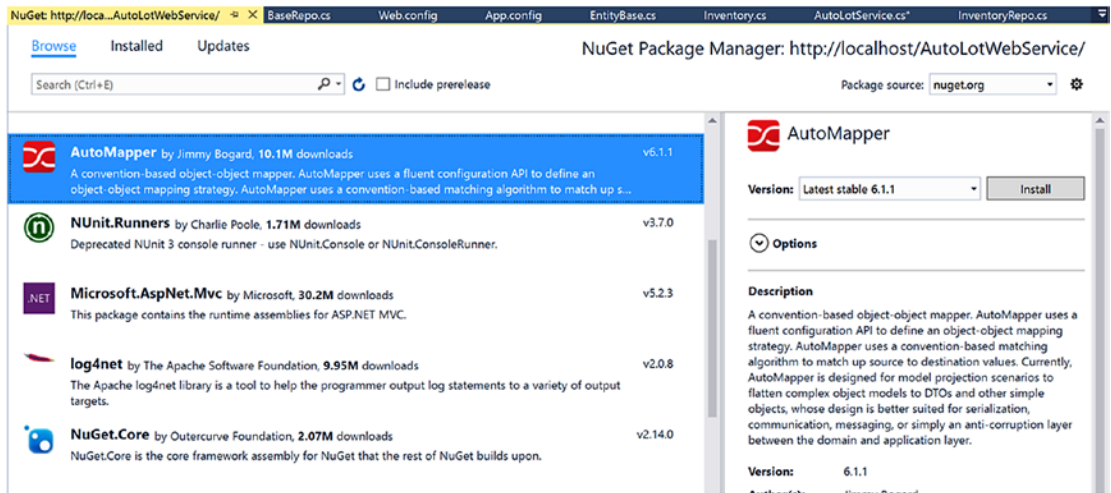 NuGet: http://loca...AutoLotWebService/ BaseRepo.cs Web.config App.config EntityBase.cs Inventory.cs AutoLotService.cs* InventoryRepo.cs
Browse Installed Updates
NuGet Package Manager: http://localhost/AutoLotWebService/
Search (Ctrl+E) Include prerelease
Package source: nuget.org
AutoMapper by Jimmy Bogard, 10.1M downloads v6.1.1
A convention-based object-object mapper. AutoMapper uses a fluent configuration API to define an
object-object mapping strategy. AutoMapper uses a convention-based matching algorithm to match up s...
NUnit.Runners by Charlie Poole, 1.71M downloads v3.7.0
Deprecated NUnit 3 console runner - use NUnit.Console or NUnit.ConsoleRunner.
.NET
Microsoft.AspNet.Mvc by Microsoft, 30.2M downloads v5.2.3
This package contains the runtime assemblies for ASP.NET MVC.
log4net by The Apache Software Foundation, 9.95M downloads v2.0.8
The Apache log4net library is a tool to help the programmer output log statements to a variety of output
targets.
NuGet.Core by Outercurve Foundation, 2.07M downloads v2.14.0
NuGet.Core is the core framework assembly for NuGet that the rest of NuGet builds upon.
AutoMapper
Version: Latest stable 6.1.1 Install
Options
Description
A convention-based object-object mapper. AutoMapper uses a
fluent configuration API to define an object-object mapping
strategy. AutoMapper uses a convention-based matching
algorithm to match up source to destination values. Currently,
AutoMapper is designed for model projection scenarios to
flatten complex object models to DTOs and other simple
objects, whose design is better suited for serialization,
communication, messaging, or simply an anti-corruption layer
between the domain and application layer.
Version: 6.1.1
Jimmy Bogard